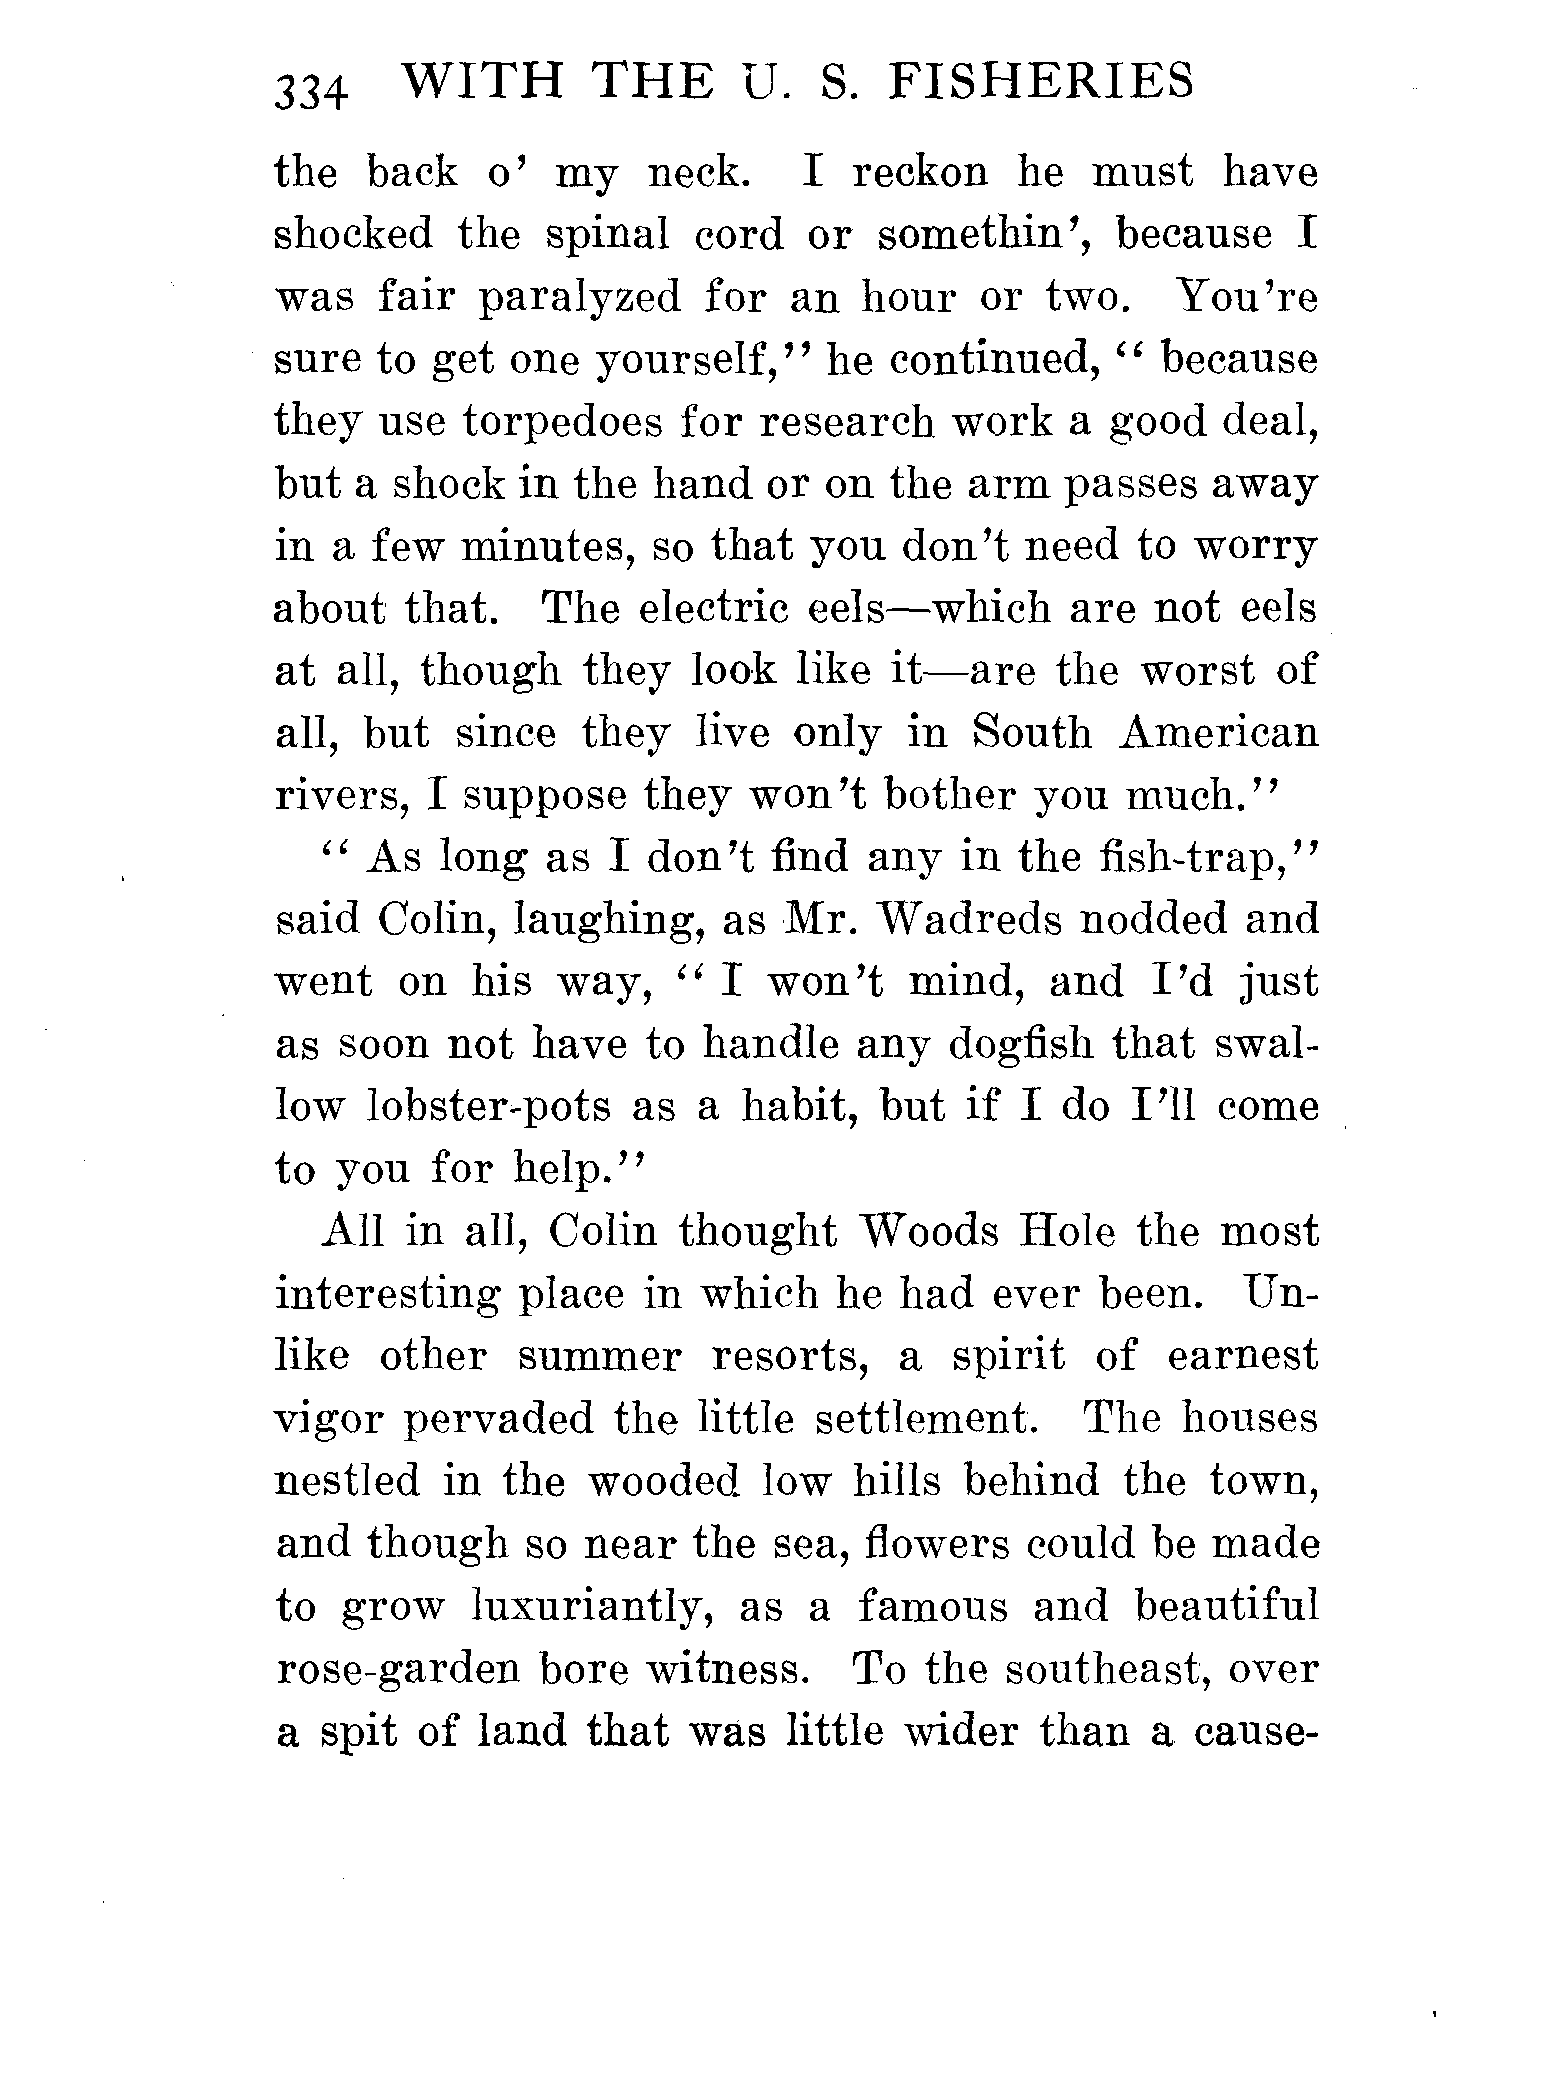 334 WITH THE U. S. FISHERIES
the back o' my neck. I reckon he must have
shocked the spinal cord or somethin', because I
was fair paralyzed for an hour or two. You're
sure to get one yourself,'' he continued, '' because
they use torpedoes for research work a good deal,
but a shock in the hand or on the arm passes away
in a few minutes, so that you don't need to worry
about that. The electric eels—which are not eels
at all, though they look like it—are the worst of
all, but since they live only in South American
rivers, I suppose they won't bother you much.''
'' As long as I don't find any in the fish-trap,''
said Colin, laughing, as Mr. Wadreds nodded and
went on his way, '' I won't mind, and I'd just
as soon not have to handle any dogfish that swal-
low lobster-pots as a habit, but if I do I'll come
to you for help.''
All in all, Colin thought Woods Hole the most
interesting place in which he had ever been. Un-
like other summer resorts, a spirit of earnest
vigor pervaded the little settlement. The houses
nestled in the wooded low hills behind the town,
and though so near the sea, flowers could be made
to grow luxuriantly, as a famous and beautiful
rose-garden bore witness. To the southeast, over
a spit of land that was little wider than a cause-